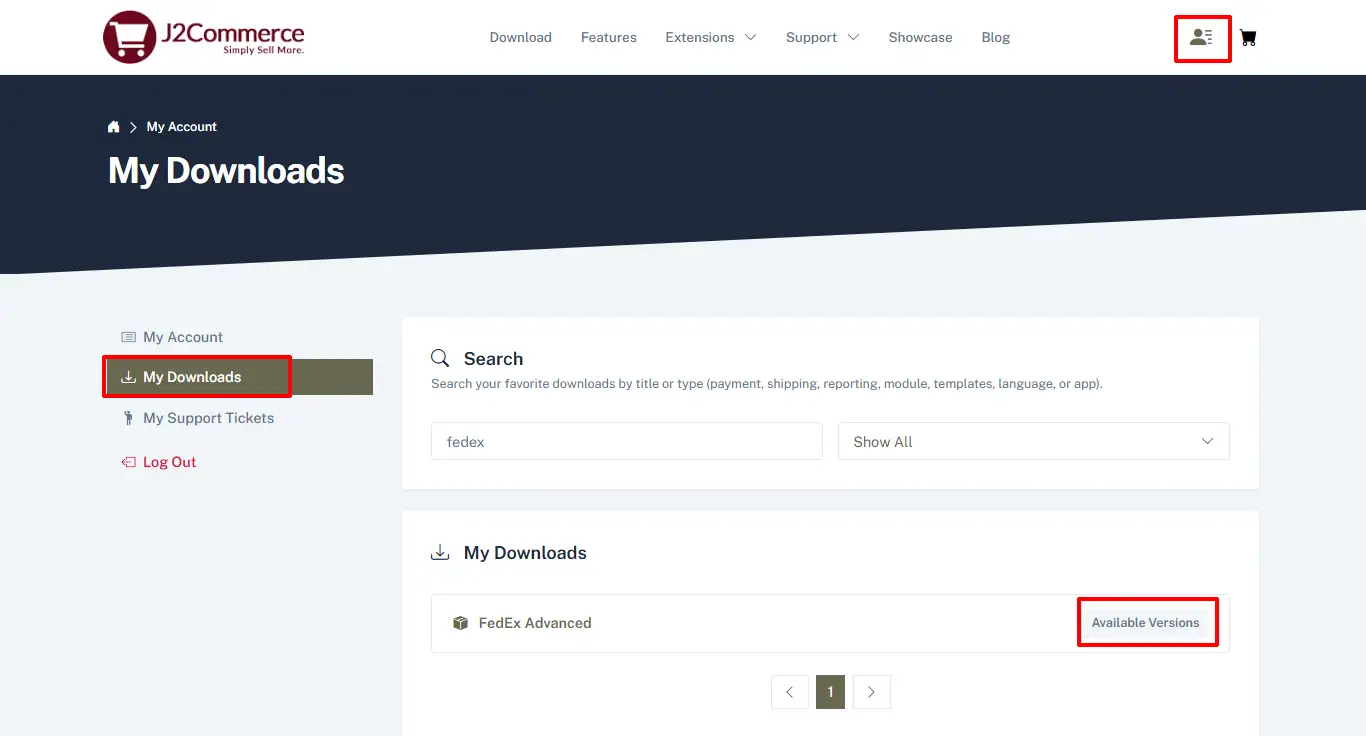 J2Commerce
Simply Sell More.
Download Features Extensions Support Showcase Blog
My Account
My Downloads
My Account
My Downloads
My Support Tickets
Log Out
Search
Search your favorite downloads by title or type (payment, shipping, reporting, module, templates, language, or app).
fedex
Show All
My Downloads
FedEx Advanced
Available Versions
1